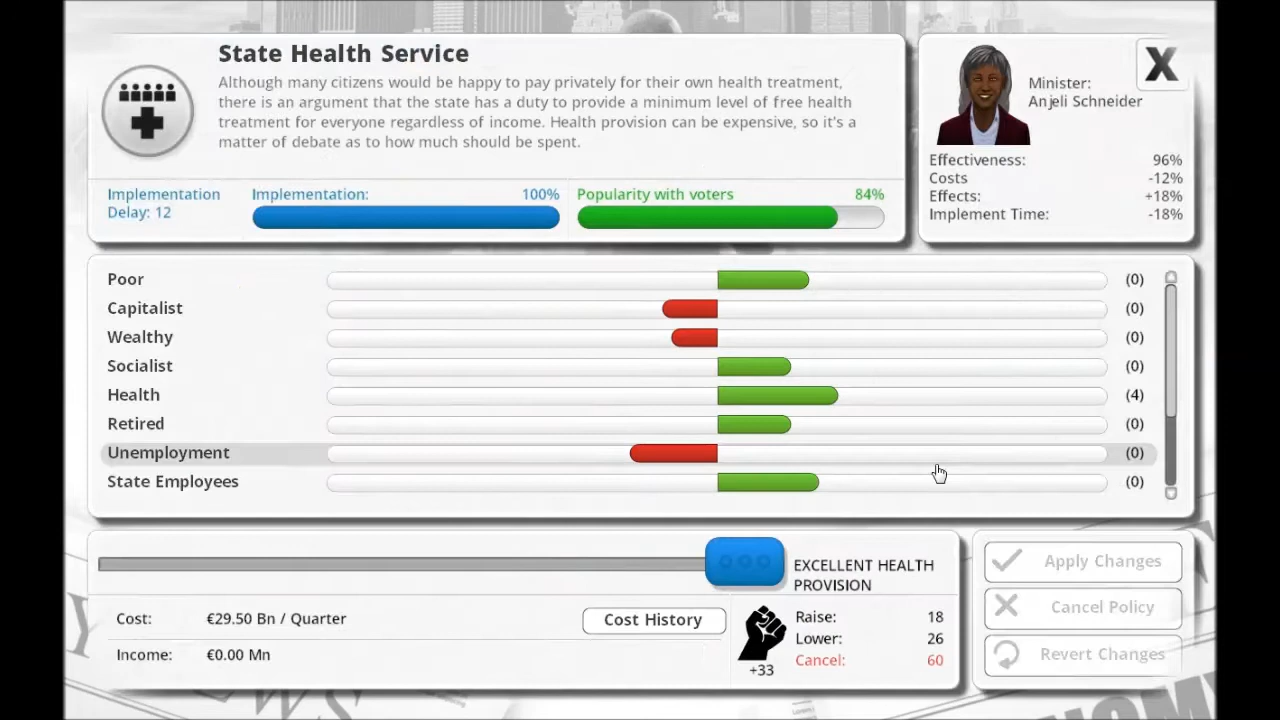 State Health Service
Although many citizens would be happy to pay privately for their own health treatment,
there is an argument that the state has a duty to provide a minimum level of free health
treatment for everyone regardless of income. Health provision can be expensive, so it's a
matter of debate as to how much should be spent.
Implementation
Delay: 12
Implementation: 100%
Popularity with voters 84%
X
Minister:
Anjeli Schneider
Effectiveness: 96%
Costs -12%
Effects: +18%
Implement Time: -18%
Poor (0)
Capitalist (0)
Wealthy (0)
Socialist (0)
Health (4)
Retired (0)
Unemployment (0)
State Employees (0)
EXCELLENT HEALTH
PROVISION
Cost: €29.50 Bn / Quarter
Cost History
Income: €0.00 Mn
+33
Raise: 18
Lower: 26
Cancel: 60
Apply Changes
Cancel Policy
Revert Changes